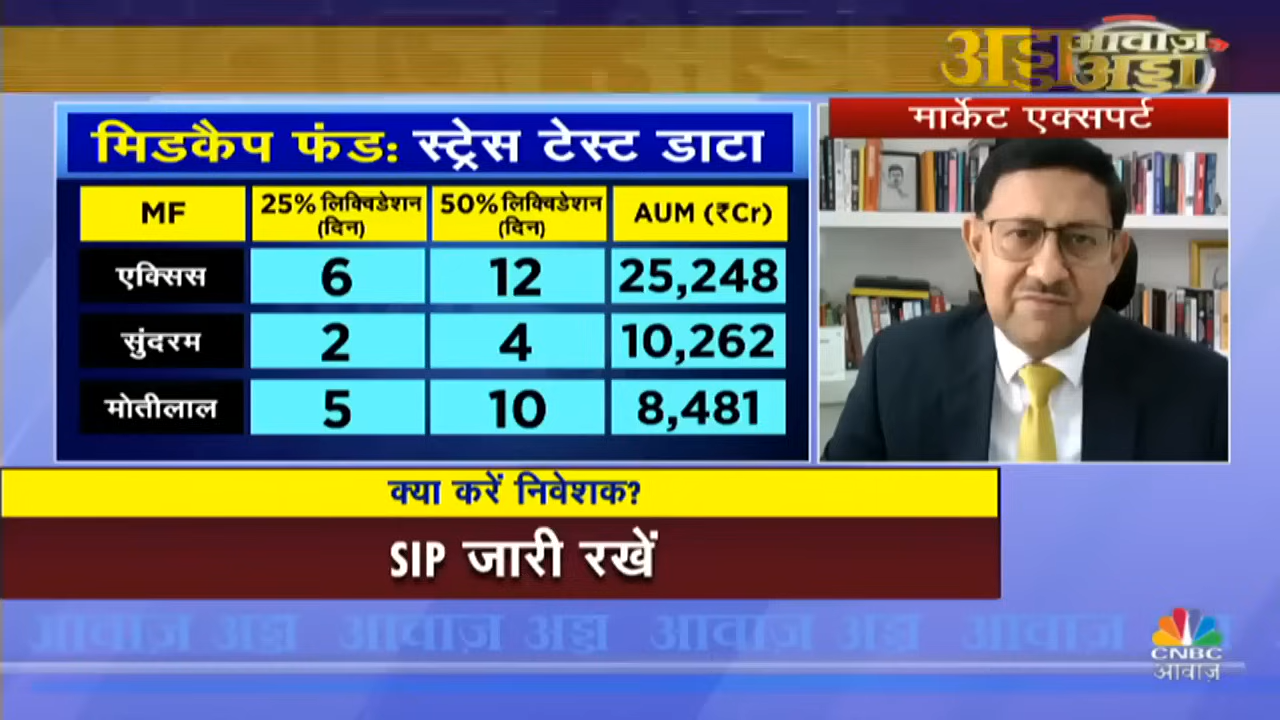 अड्डा आवाज़ अड्डा
मार्केट एक्सपर्ट
मिडकैप फंड: स्ट्रेस टेस्ट डाटा
MF 25% लिक्विडेशन (दिन) 50% लिक्विडेशन (दिन) AUM (₹Cr)
एक्सिस 6 12 25,248
सुंदरम 2 4 10,262
मोतीलाल 5 10 8,481
क्या करें निवेशक?
SIP जारी रखें
आवाज़ अड्डा आवाज़ अड्डा आवाज़ अड्डा आवाज़
CNBC
आवाज़